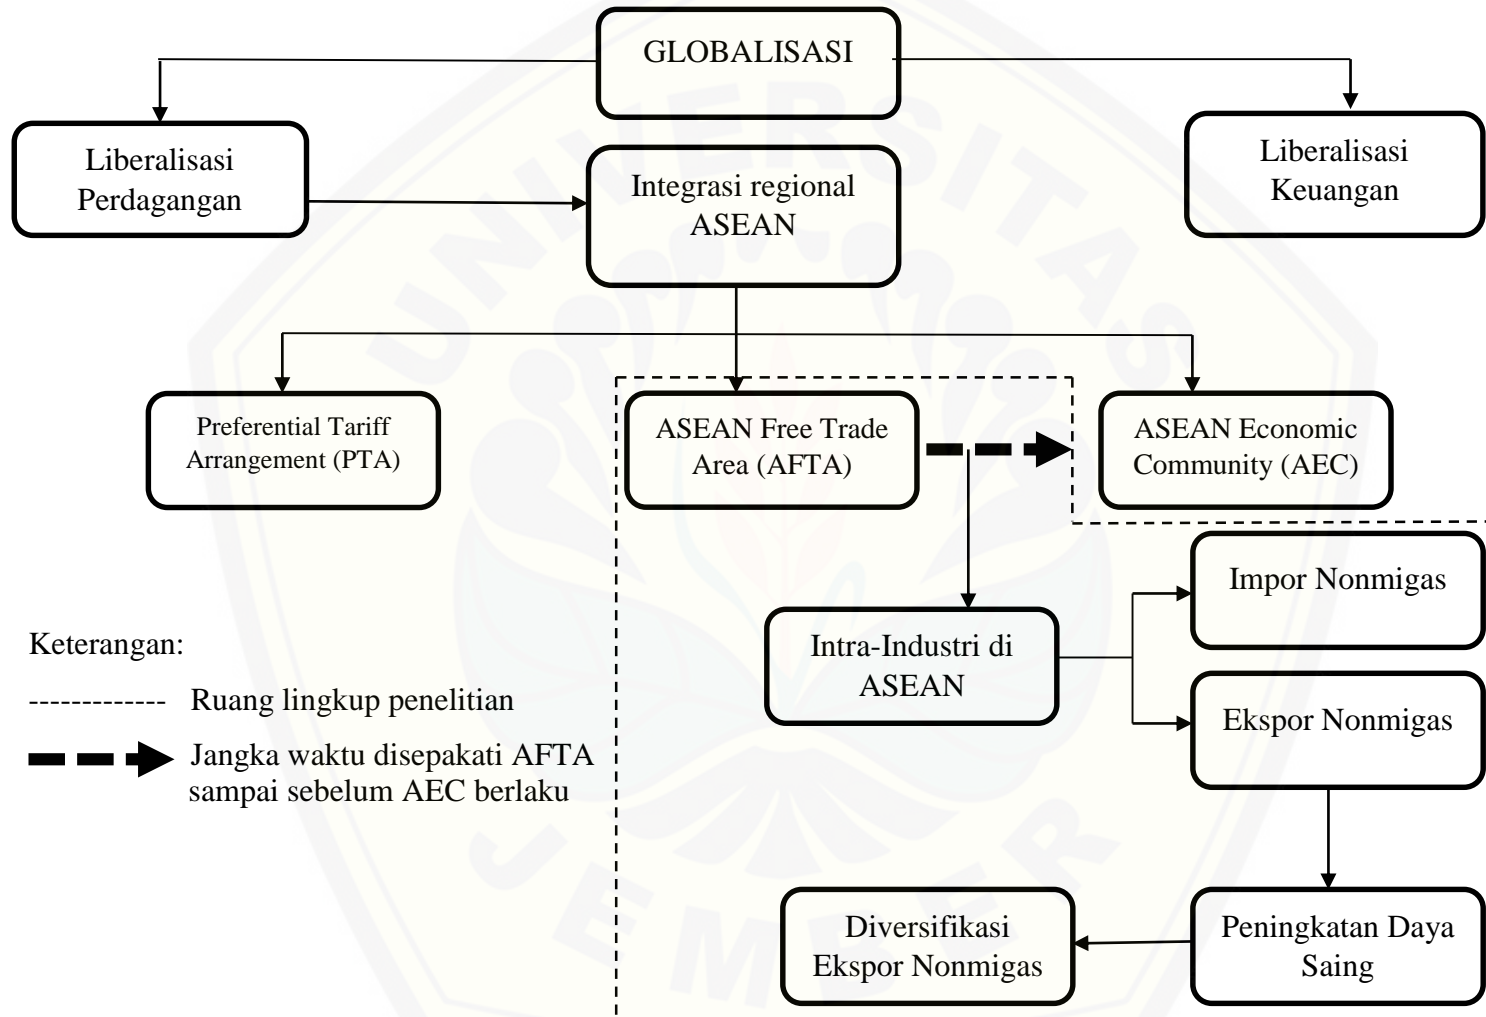 GLOBALISASI
Liberalisasi
Perdagangan
Integrasi regional
ASEAN
Liberalisasi
Keuangan
Preferential Tariff
Arrangement (PTA)
ASEAN Free Trade
Area (AFTA)
ASEAN Economic
Community (AEC)
Impor Nonmigas
Intra-Industri di
ASEAN
Ekspor Nonmigas
Keterangan:
Ruang lingkup penelitian
Jangka waktu disepakati AFTA
sampai sebelum AEC berlaku
Diversifikasi
Ekspor Nonmigas
Peningkatan Daya
Saing
UNIVERSITAS
JEMBER